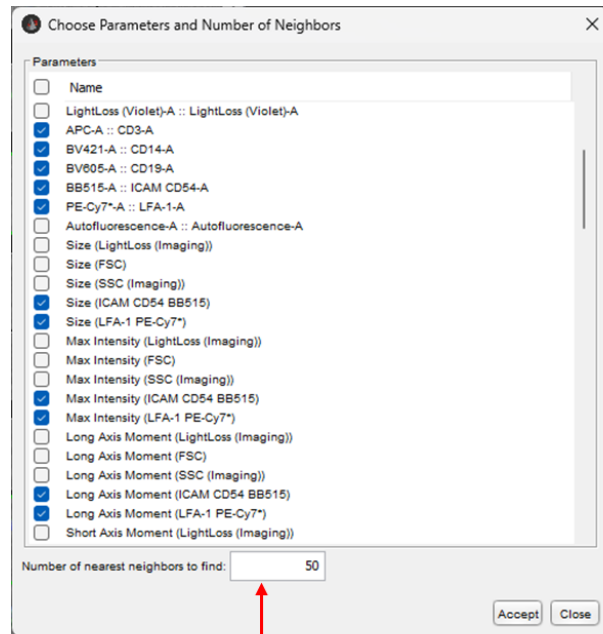 Choose Parameters and Number of Neighbors
Parameters
Name
LightLoss (Violet)-A :: LightLoss (Violet)-A
APC-A :: CD3-A
BV421-A :: CD14-A
BV605-A :: CD19-A
BB515-A :: ICAM CD54-A
PE-Cy7*-A :: LFA-1-A
Autofluorescence-A :: Autofluorescence-A
Size (LightLoss (Imaging))
Size (FSC)
Size (SSC (Imaging))
Size (ICAM CD54 BB515)
Size (LFA-1 PE-Cy7*)
Max Intensity (LightLoss (Imaging))
Max Intensity (FSC)
Max Intensity (SSC (Imaging))
Max Intensity (ICAM CD54 BB515)
Max Intensity (LFA-1 PE-Cy7*)
Long Axis Moment (LightLoss (Imaging))
Long Axis Moment (FSC)
Long Axis Moment (SSC (Imaging))
Long Axis Moment (ICAM CD54 BB515)
Long Axis Moment (LFA-1 PE-Cy7*)
Short Axis Moment (LightLoss (Imaging))
Number of nearest neighbors to find: 50
Accept Close